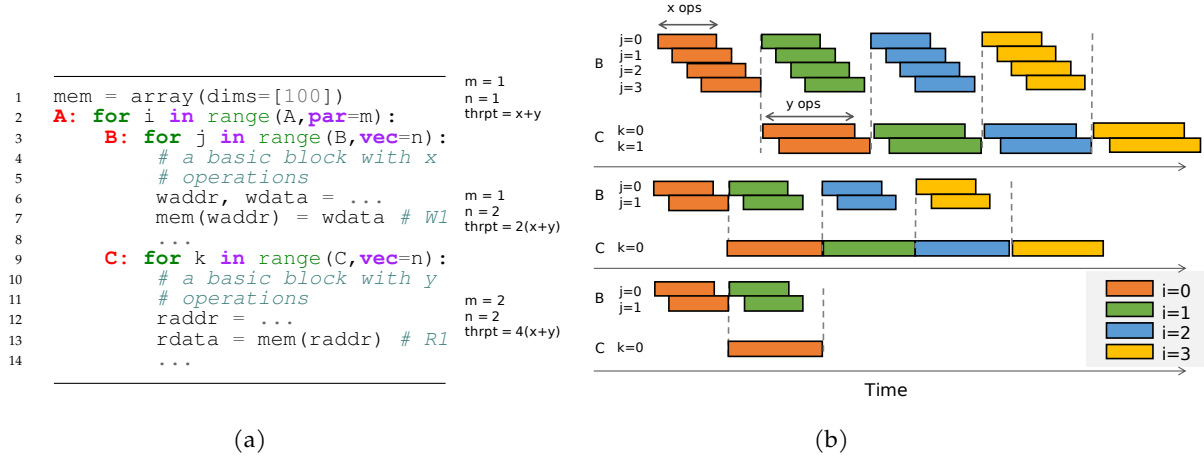 1 mem = array(dims=[100])
2 A: for i in range(A,par=m):
3 B: for j in range(B,vec=n):
4 # a basic block with x
5 # operations
6 waddr, wdata = ...
7 mem(waddr) = wdata # W1
8 ...
9 C: for k in range(C,vec=n):
10 # a basic block with y
11 # operations
12 raddr = ...
13 rdata = mem(raddr) # R1
14 ...
(a)
m = 1
n = 1
thrpt = x+y
m = 1
n = 2
thrpt = 2(x+y)
m = 2
n = 2
thrpt = 4(x+y)
x ops
B
j=0
j=1
j=2
j=3
y ops
C
k=0
k=1
B
j=0
j=1
C k=0
B
j=0
j=1
C k=0
i=0
i=1
i=2
i=3
Time
(b)